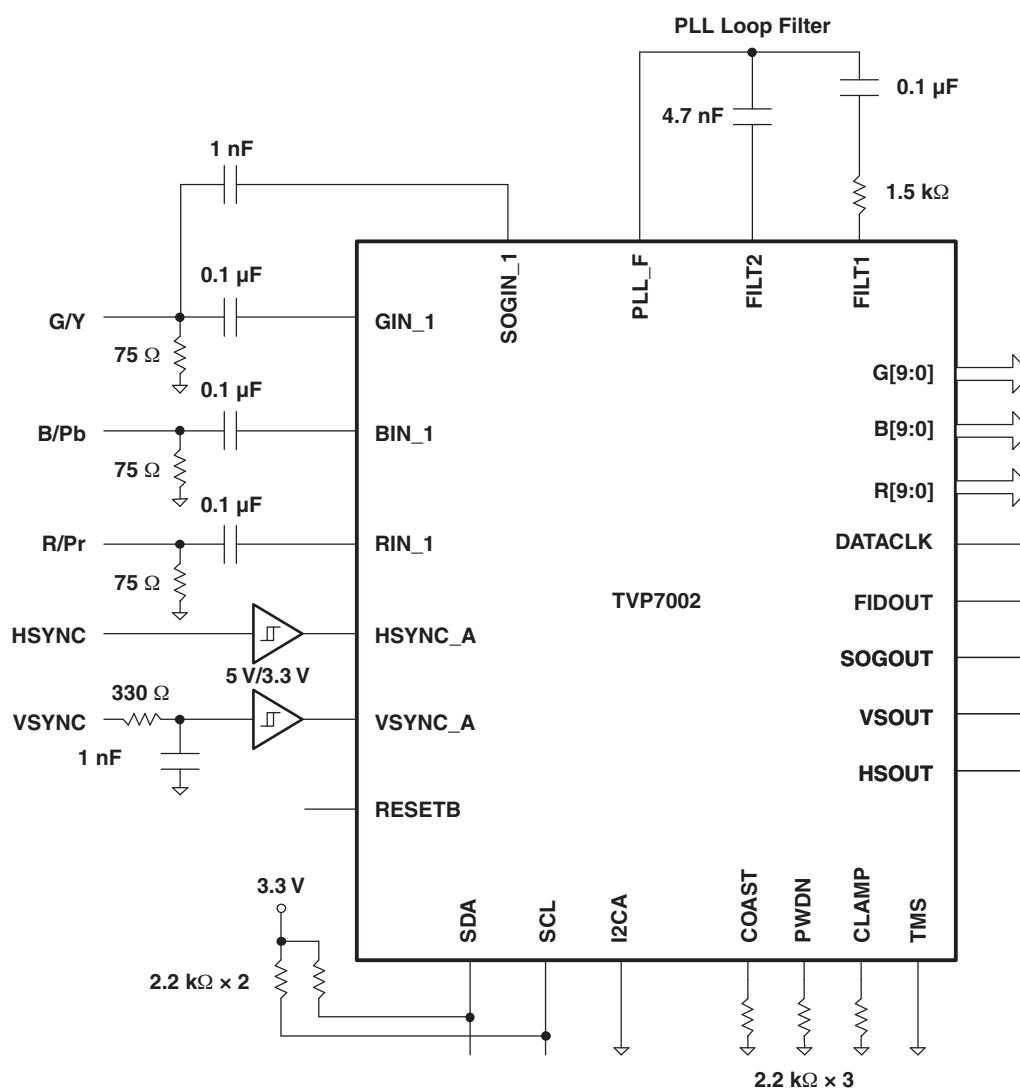 PLL Loop Filter
0.1 µF
4.7 nF
1 nF
1.5 kΩ
SOGIN_1
PLL_F
FILT2
FILT1
0.1 µF
G/Y
GIN_1
75 Ω
G[9:0]
0.1 µF
B/Pb
BIN_1
B[9:0]
75 Ω
R[9:0]
0.1 µF
R/Pr
RIN_1
DATACLK
75 Ω
TVP7002
FIDOUT
HSYNC
HSYNC_A
SOGOUT
5 V/3.3 V
330 Ω
VSYNC
VSYNC_A
VSOUT
1 nF
HSOUT
RESETB
3.3 V
SDA
SCL
I2CA
COAST
PWDN
CLAMP
TMS
2.2 kΩ × 2
2.2 kΩ × 3